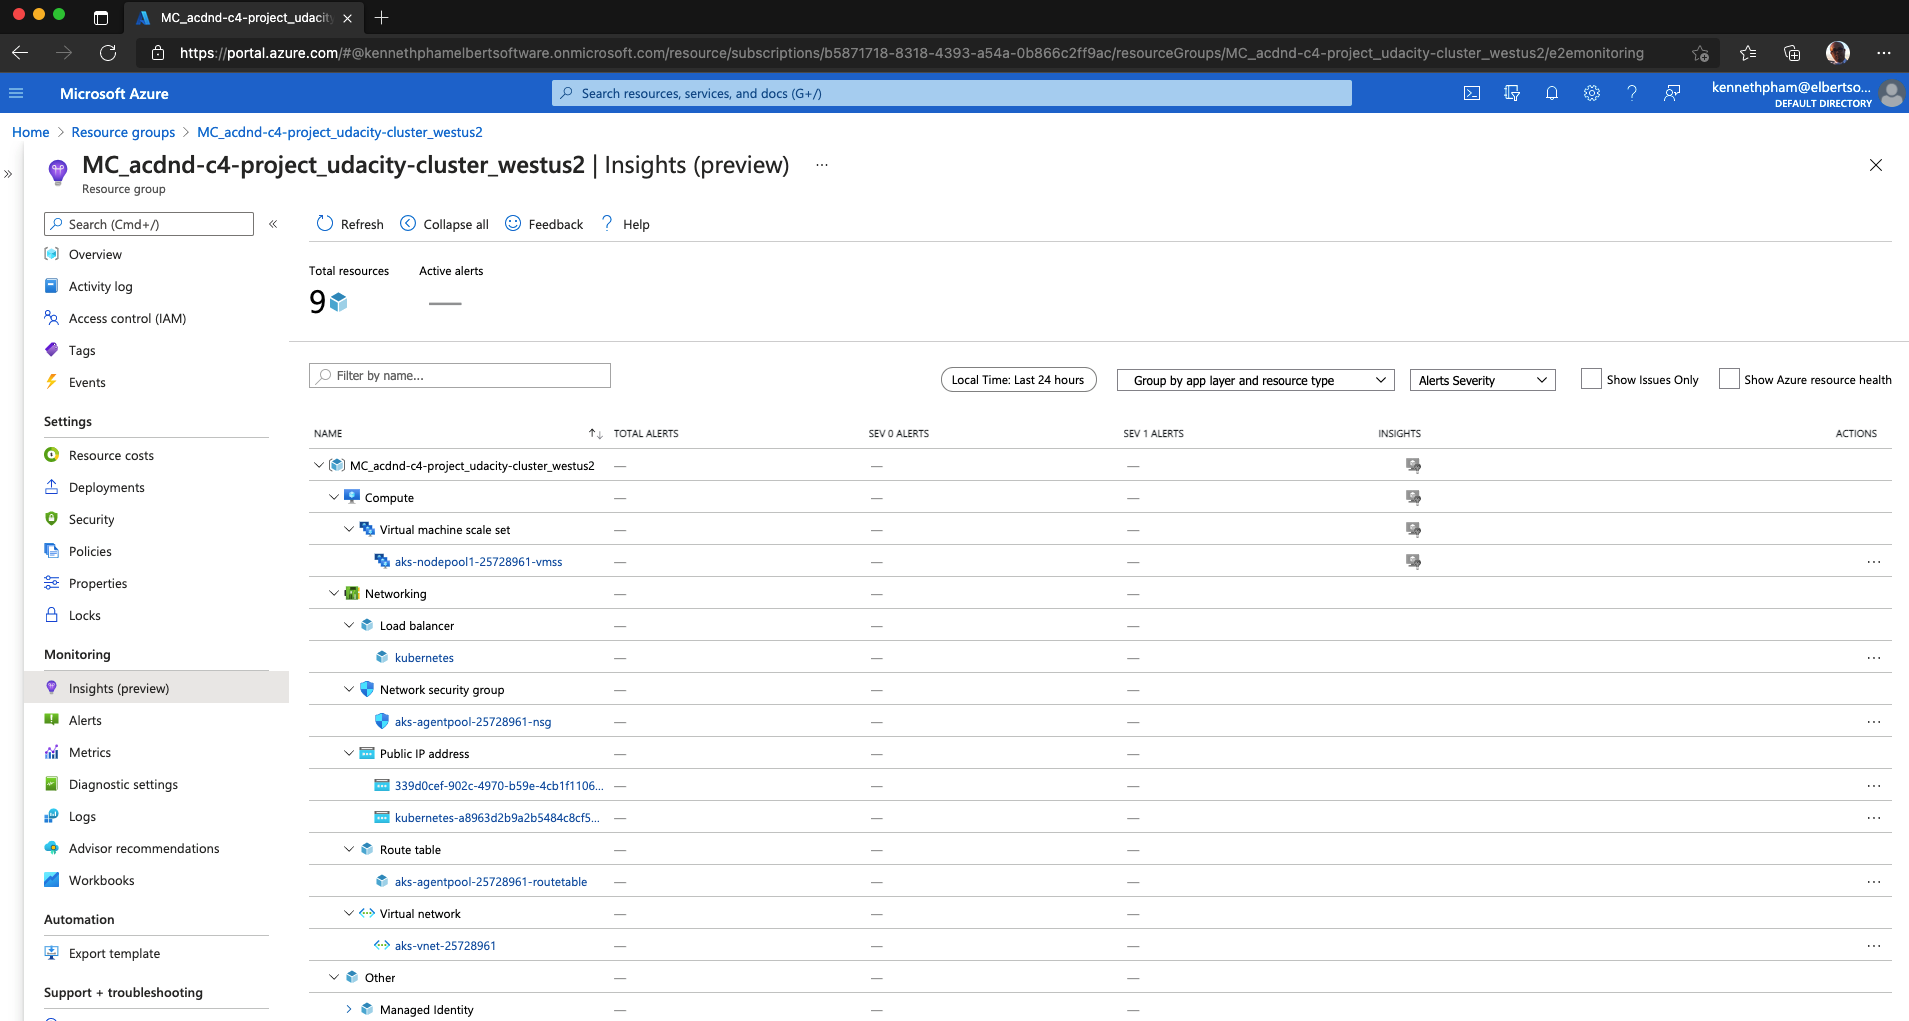 MC_acdnd-c4-project_udacity
https://portal.azure.com/#@kennethphamelbertsoftware.onmicrosoft.com/resource/subscriptions/b5871718-8318-4393-a54a-0b866c2ff9ac/resourceGroups/MC_acdnd-c4-project_udacity-cluster_westus2/e2emonitoring
Microsoft Azure
Search resources, services, and docs (G+/)
kennethpham@elbertso...
DEFAULT DIRECTORY
Home > Resource groups > MC_acdnd-c4-project_udacity-cluster_westus2
MC_acdnd-c4-project_udacity-cluster_westus2 | Insights (preview) ...
Resource group
Search (Cmd+/)
Overview
Activity log
Access control (IAM)
Tags
Events
Settings
Resource costs
Deployments
Security
Policies
Properties
Locks
Monitoring
Insights (preview)
Alerts
Metrics
Diagnostic settings
Logs
Advisor recommendations
Workbooks
Automation
Export template
Support + troubleshooting
Refresh Collapse all Feedback Help
Total resources Active alerts
9 —
Filter by name...
Local Time: Last 24 hours Group by app layer and resource type Alerts Severity Show Issues Only Show Azure resource health
NAME TOTAL ALERTS SEV 0 ALERTS SEV 1 ALERTS INSIGHTS ACTIONS
MC_acdnd-c4-project_udacity-cluster_westus2 — — —
Compute — — —
Virtual machine scale set — — —
aks-nodepool1-25728961-vmss — — — ...
Networking — — —
Load balancer — — —
kubernetes — — — ...
Network security group — — —
aks-agentpool-25728961-nsg — — — ...
Public IP address — — —
339d0cef-902c-4970-b59e-4cb1f1106... — — — ...
kubernetes-a8963d2b9a2b5484c8cf5... — — — ...
Route table — — —
aks-agentpool-25728961-routetable — — — ...
Virtual network — — —
aks-vnet-25728961 — — — ...
Other — — —
Managed Identity — — —